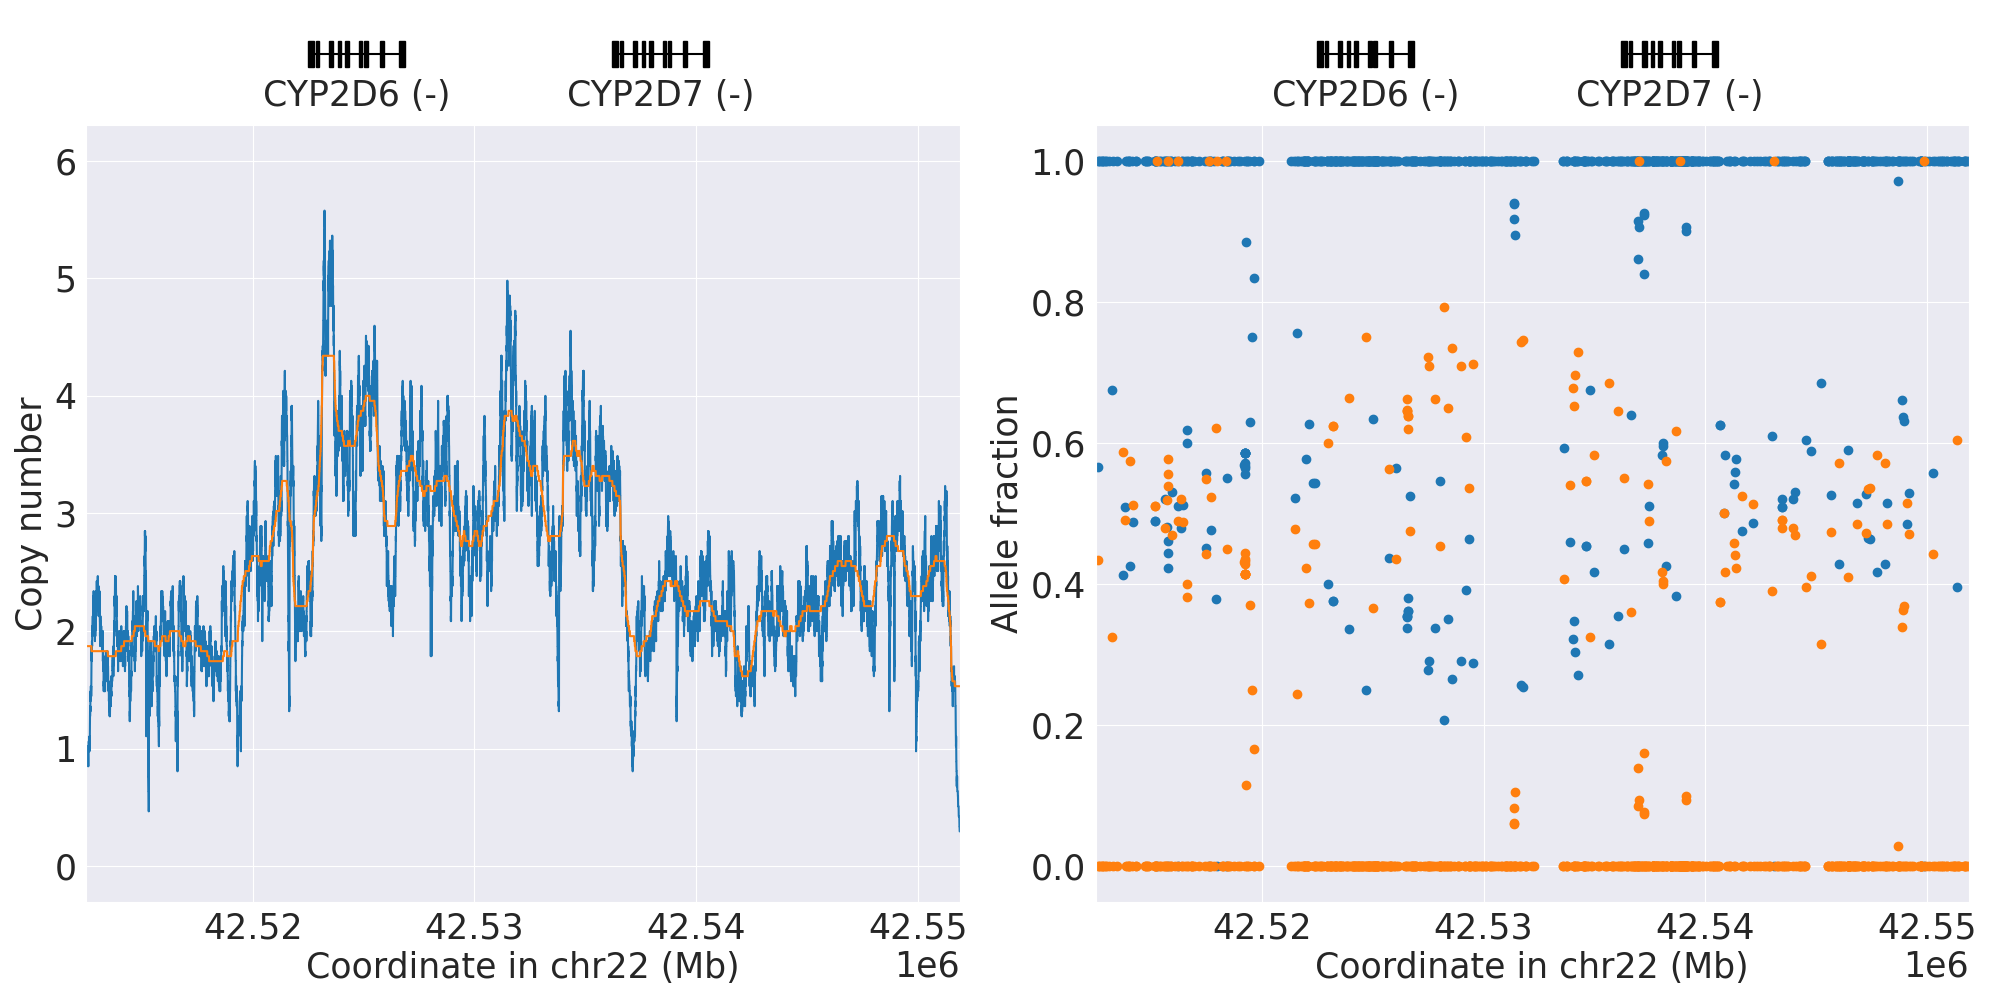 CYP2D6 (-) CYP2D7 (-)
6
5
4
3
2
1
0
Copy number
42.52 42.53 42.54 42.55
Coordinate in chr22 (Mb)
1e6
CYP2D6 (-) CYP2D7 (-)
1.0
0.8
0.6
0.4
0.2
0.0
Allele fraction
42.52 42.53 42.54 42.55
Coordinate in chr22 (Mb)
1e6